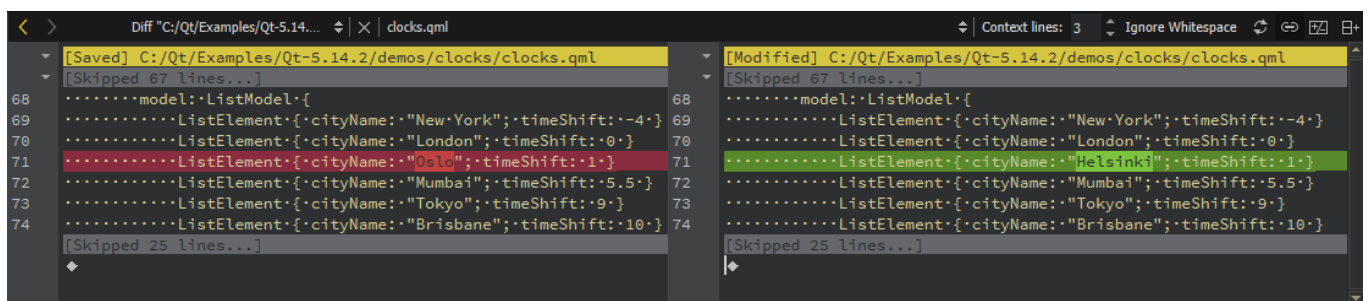 Diff "C:/Qt/Examples/Qt-5.14.... clocks.qml Context lines: 3 Ignore Whitespace
[Saved] C:/Qt/Examples/Qt-5.14.2/demos/clocks/clocks.qml
[Skipped 67 lines...]
68 ········model:·ListModel·{
69 ············ListElement·{·cityName:·"New·York";·timeShift:·-4·}
70 ············ListElement·{·cityName:·"London";·timeShift:·0·}
71 ············ListElement·{·cityName:·"Oslo";·timeShift:·1·}
72 ············ListElement·{·cityName:·"Mumbai";·timeShift:·5.5·}
73 ············ListElement·{·cityName:·"Tokyo";·timeShift:·9·}
74 ············ListElement·{·cityName:·"Brisbane";·timeShift:·10·}
[Skipped 25 lines...]
[Modified] C:/Qt/Examples/Qt-5.14.2/demos/clocks/clocks.qml
[Skipped 67 lines...]
68 ········model:·ListModel·{
69 ············ListElement·{·cityName:·"New·York";·timeShift:·-4·}
70 ············ListElement·{·cityName:·"London";·timeShift:·0·}
71 ············ListElement·{·cityName:·"Helsinki";·timeShift:·1·}
72 ············ListElement·{·cityName:·"Mumbai";·timeShift:·5.5·}
73 ············ListElement·{·cityName:·"Tokyo";·timeShift:·9·}
74 ············ListElement·{·cityName:·"Brisbane";·timeShift:·10·}
[Skipped 25 lines...]